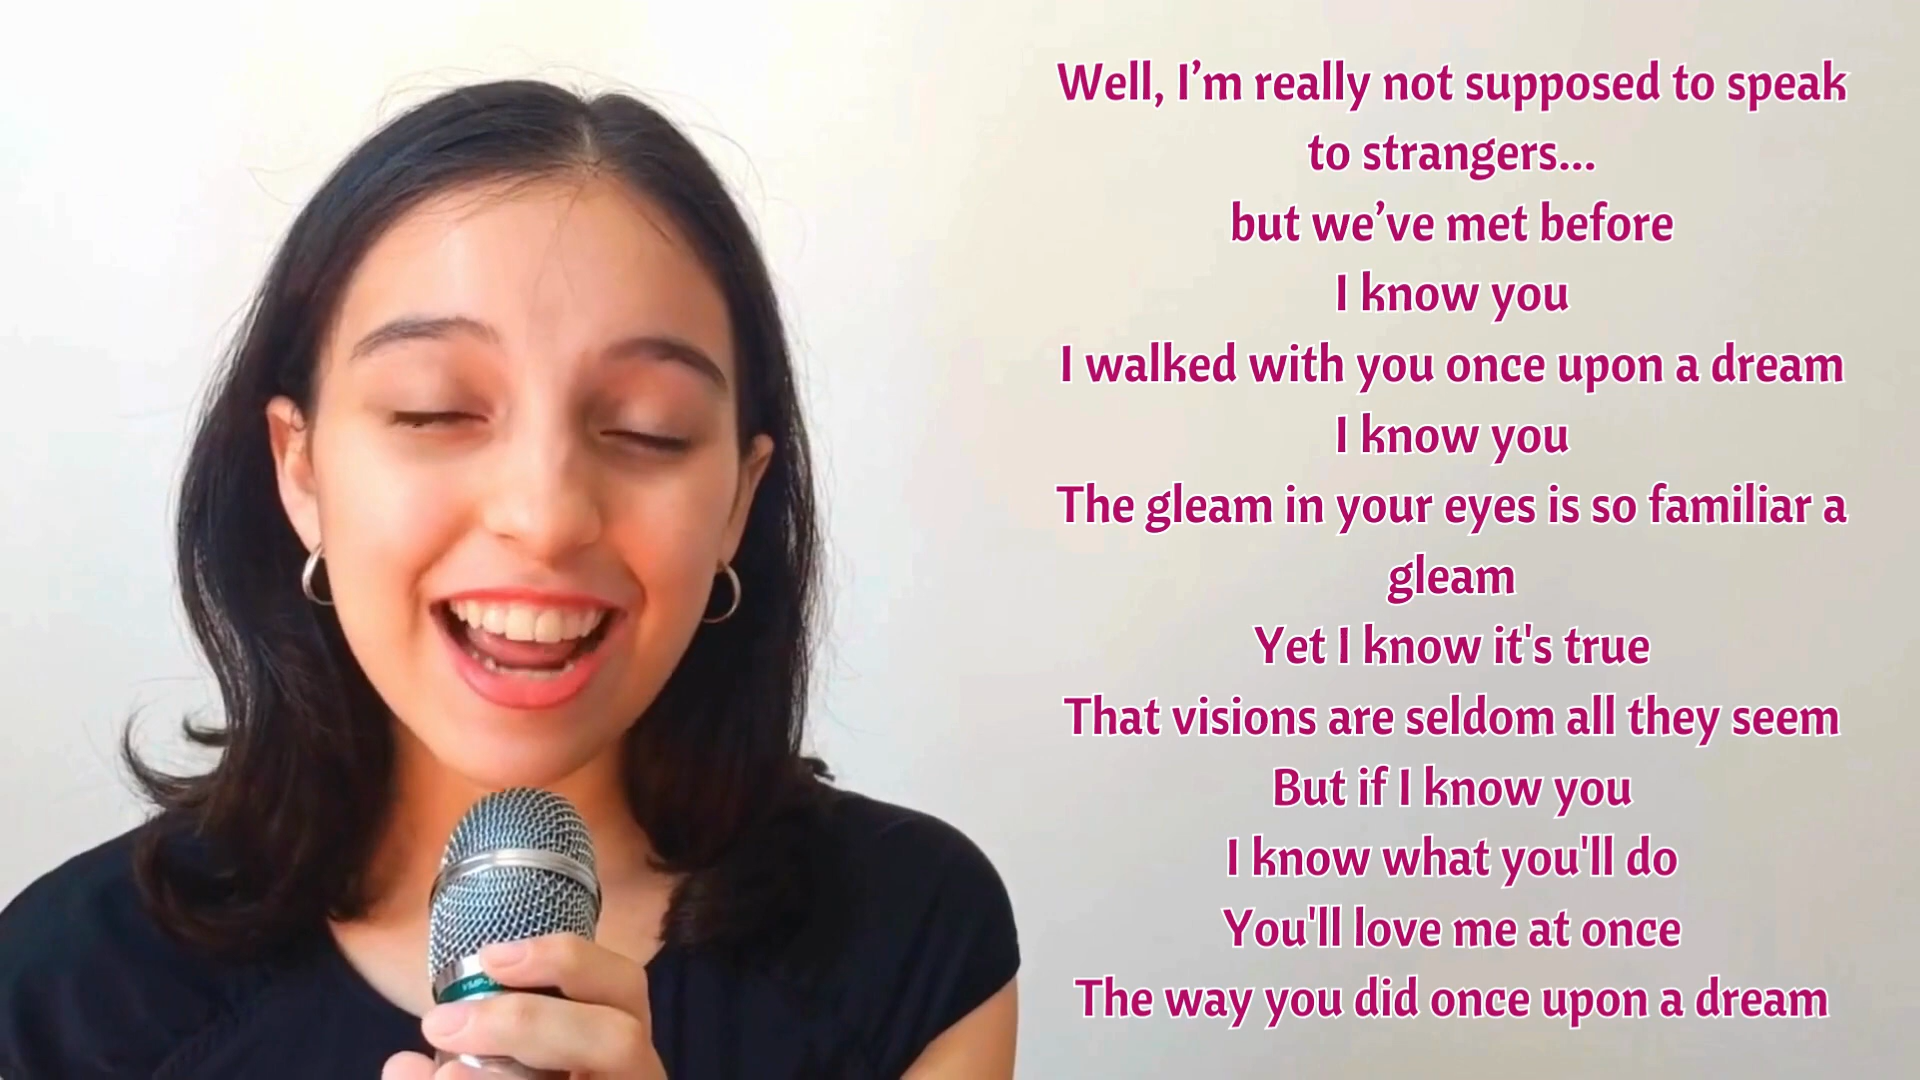 Well, I’m really not supposed to speak
to strangers...
but we’ve met before
I know you
I walked with you once upon a dream
I know you
The gleam in your eyes is so familiar a
gleam
Yet I know it's true
That visions are seldom all they seem
But if I know you
I know what you'll do
You'll love me at once
The way you did once upon a dream